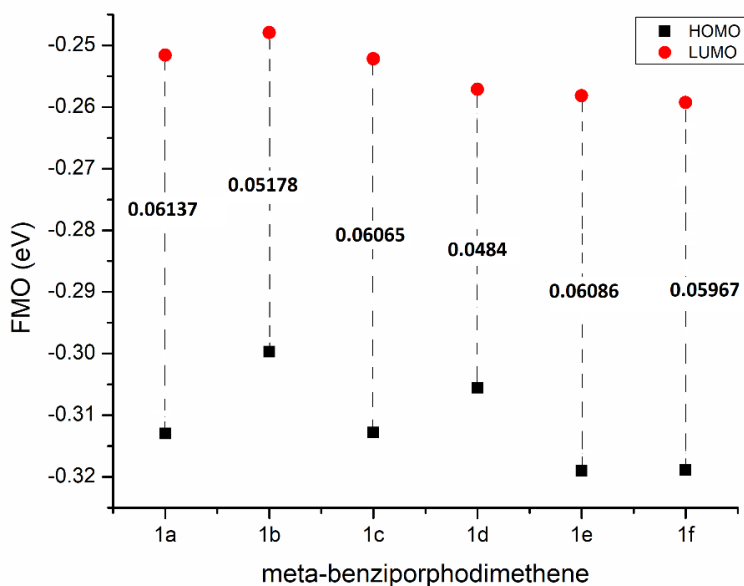 HOMO
LUMO
-0.25
-0.26
-0.27
-0.28
-0.29
-0.30
-0.31
-0.32
FMO (eV)
0.06137
0.05178
0.06065
0.0484
0.06086
0.05967
1a 1b 1c 1d 1e 1f
meta-benziporphodimethene